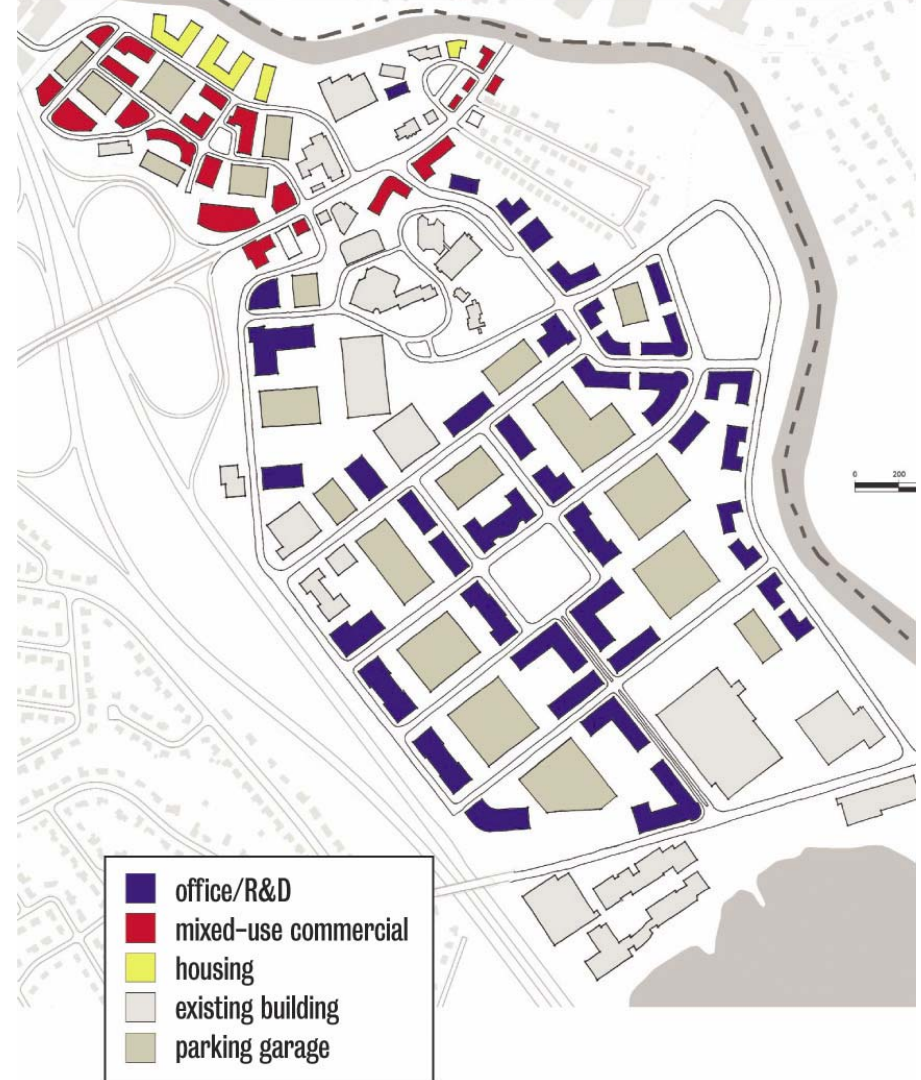 0 200
office/R&D
mixed-use commercial
housing
existing building
parking garage